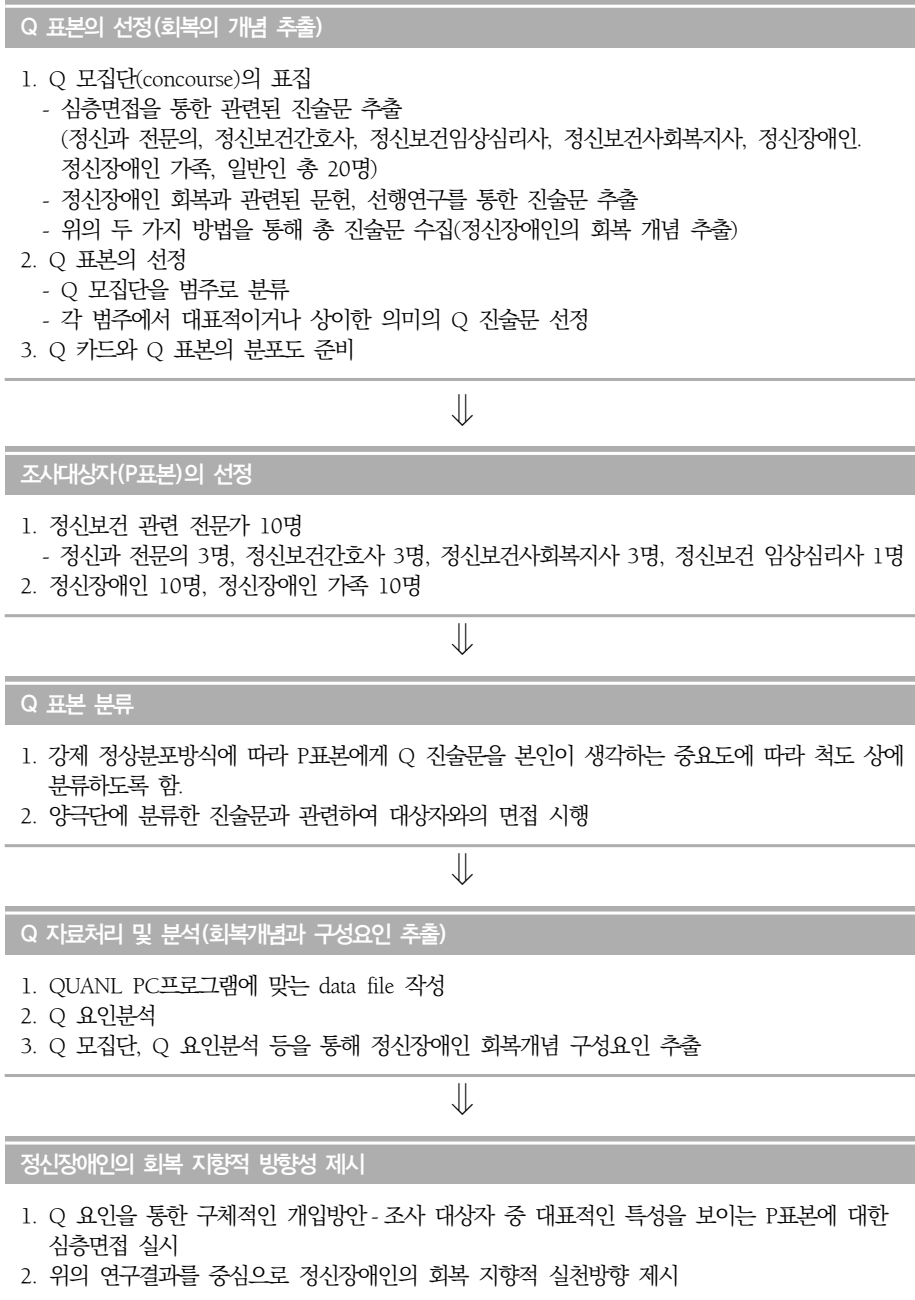 Q 표본의 선정(회복의 개념 추출)
1. Q 모집단(concourse)의 표집
- 심층면접을 통한 관련된 진술문 추출
(정신과 전문의, 정신보건간호사, 정신보건임상심리사, 정신보건사회복지사, 정신장애인.
정신장애인 가족, 일반인 총 20명)
- 정신장애인 회복과 관련된 문헌, 선행연구를 통한 진술문 추출
- 위의 두 가지 방법을 통해 총 진술문 수집(정신장애인의 회복 개념 추출)
2. Q 표본의 선정
- Q 모집단을 범주로 분류
- 각 범주에서 대표적이거나 상이한 의미의 Q 진술문 선정
3. Q 카드와 Q 표본의 분포도 준비
⇓
조사대상자(P표본)의 선정
1. 정신보건 관련 전문가 10명
- 정신과 전문의 3명, 정신보건간호사 3명, 정신보건사회복지사 3명, 정신보건 임상심리사 1명
2. 정신장애인 10명, 정신장애인 가족 10명
⇓
Q 표본 분류
1. 강제 정상분포방식에 따라 P표본에게 Q 진술문을 본인이 생각하는 중요도에 따라 척도 상에
분류하도록 함.
2. 양극단에 분류한 진술문과 관련하여 대상자와의 면접 시행
⇓
Q 자료처리 및 분석(회복개념과 구성요인 추출)
1. QUANL PC프로그램에 맞는 data file 작성
2. Q 요인분석
3. Q 모집단, Q 요인분석 등을 통해 정신장애인 회복개념 구성요인 추출
⇓
정신장애인의 회복 지향적 방향성 제시
1. Q 요인을 통한 구체적인 개입방안 - 조사 대상자 중 대표적인 특성을 보이는 P표본에 대한
심층면접 실시
2. 위의 연구결과를 중심으로 정신장애인의 회복 지향적 실천방향 제시